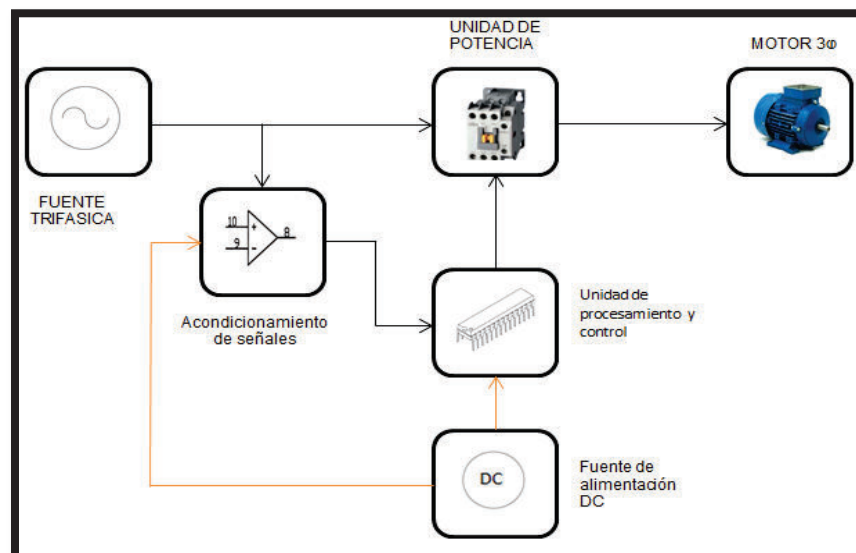 UNIDAD DE
POTENCIA
MOTOR 3φ
FUENTE
TRIFASICA
10
+
8
9
-
Acondicionamiento
de señales
Unidad de
procesamiento y
control
DC
Fuente de
alimentación
DC